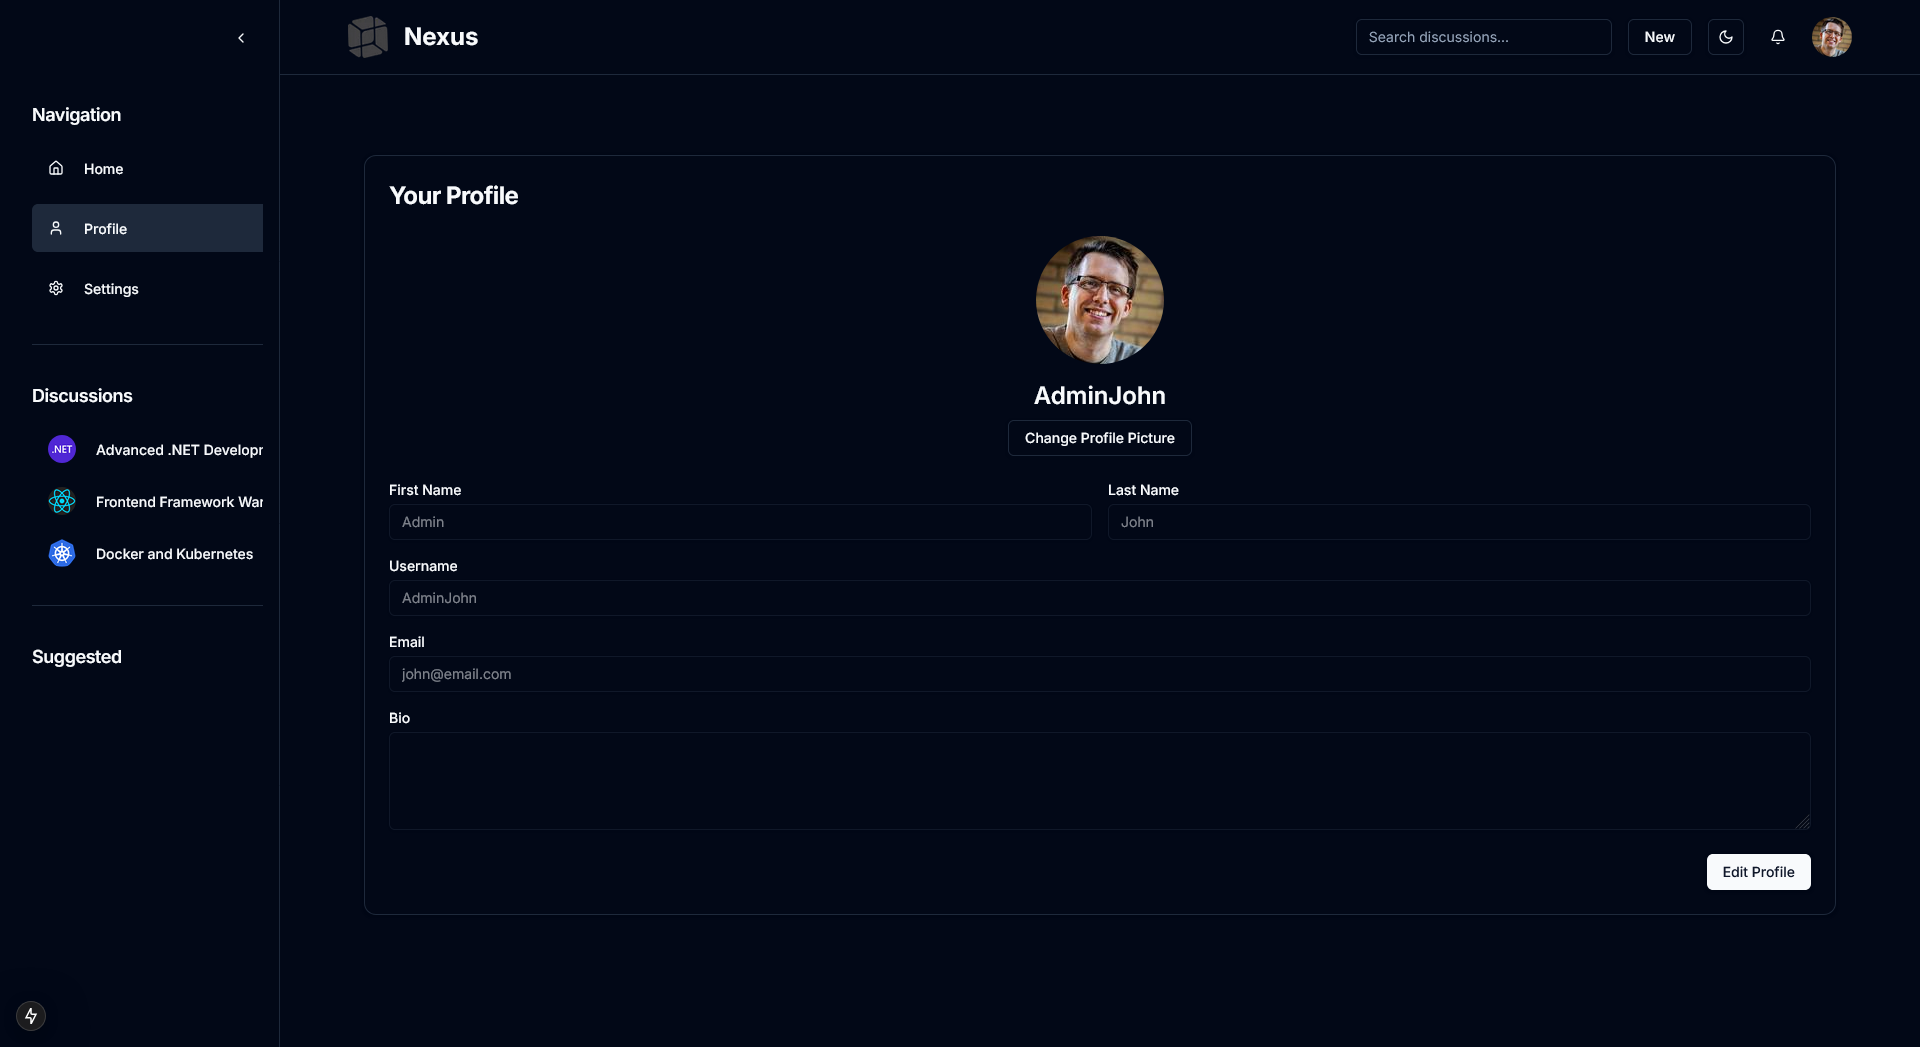 Nexus
Search discussions...
New
Navigation
Home
Profile
Settings
Discussions
.NET
Advanced .NET Developr
Frontend Framework War
Docker and Kubernetes
Suggested
Your Profile
AdminJohn
Change Profile Picture
First Name
Last Name
Admin
John
Username
AdminJohn
Email
john@email.com
Bio
Edit Profile